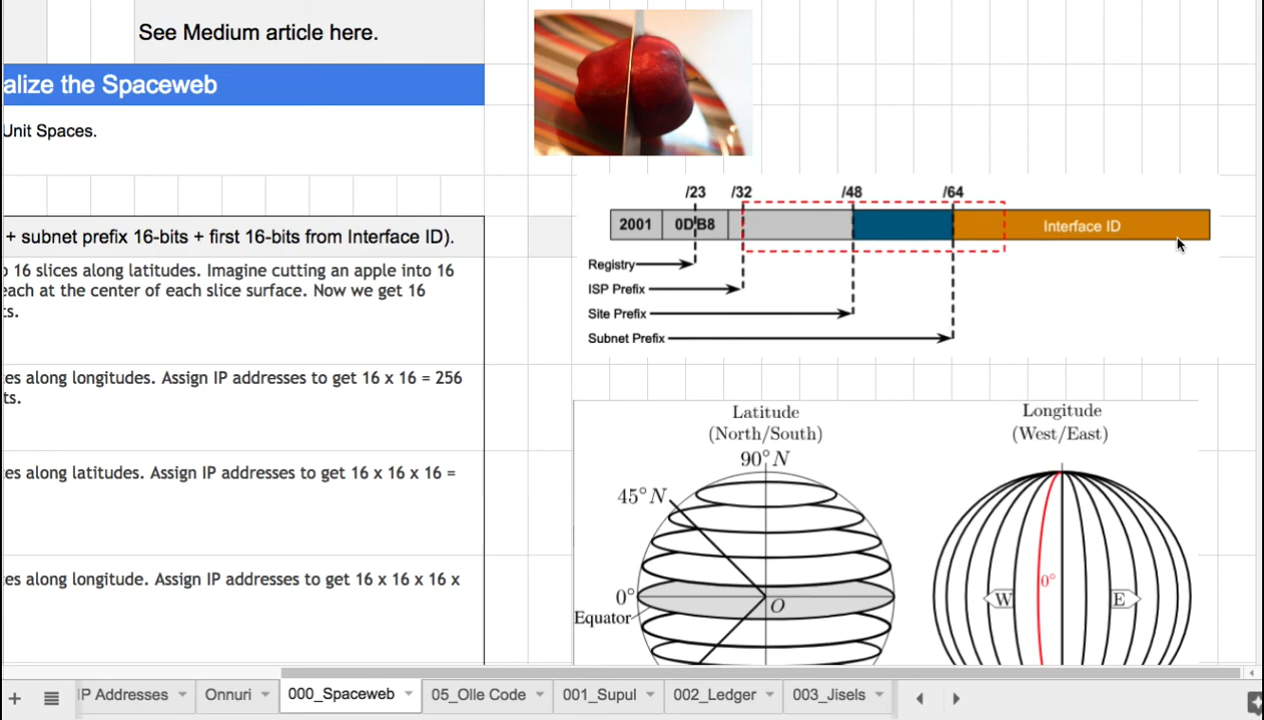 See Medium article here.
alize the Spaceweb
Unit Spaces.
+ subnet prefix 16-bits + first 16-bits from Interface ID).
16 slices along latitudes. Imagine cutting an apple into 16
each at the center of each slice surface. Now we get 16
es along longitudes. Assign IP addresses to get 16 x 16 = 256
es along latitudes. Assign IP addresses to get 16 x 16 x 16 =
es along longitude. Assign IP addresses to get 16 x 16 x 16 x
/23 /32 /48 /64
2001 0DB8 Interface ID
Registry
ISP Prefix
Site Prefix
Subnet Prefix
Latitude
(North/South)
90° N
45° N
0°
O
Equator
Longitude
(West/East)
0°
W E
IP Addresses Onnuri 000_Spaceweb 05_Olle Code 001_Supul 002_Ledger 003_Jisels